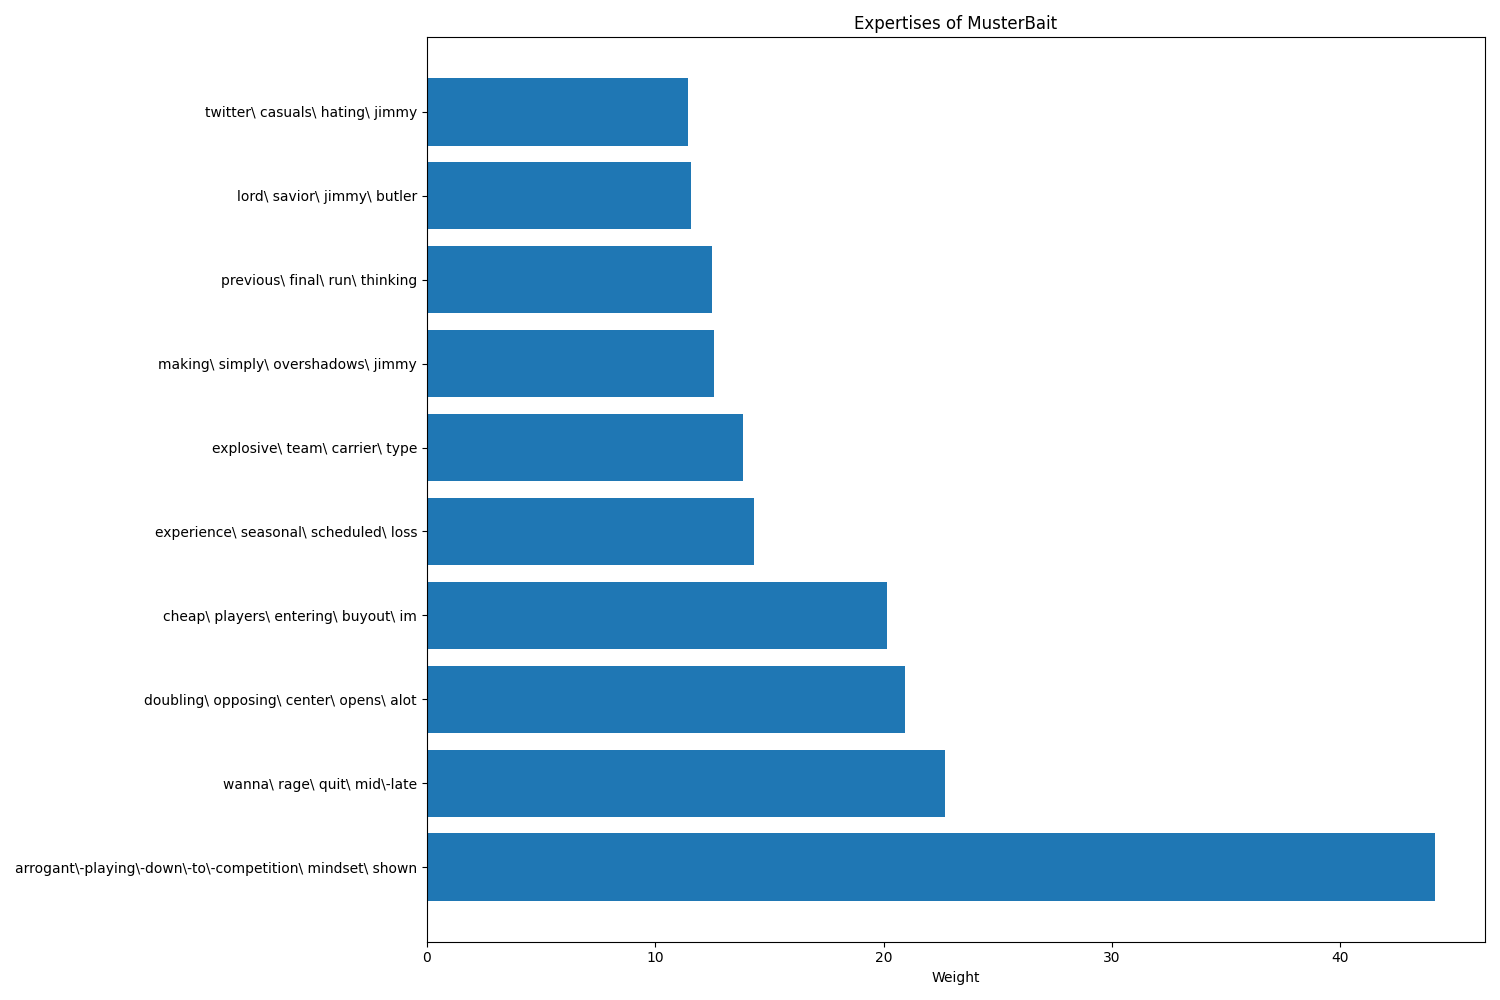 Expertises of MusterBait
twitter\ casuals\ hating\ jimmy
lord\ savior\ jimmy\ butler
previous\ final\ run\ thinking
making\ simply\ overshadows\ jimmy
explosive\ team\ carrier\ type
experience\ seasonal\ scheduled\ loss
cheap\ players\ entering\ buyout\ im
doubling\ opposing\ center\ opens\ alot
wanna\ rage\ quit\ mid\-late
arrogant\-playing\-down\-to\-competition\ mindset\ shown
0 10 20 30 40
Weight